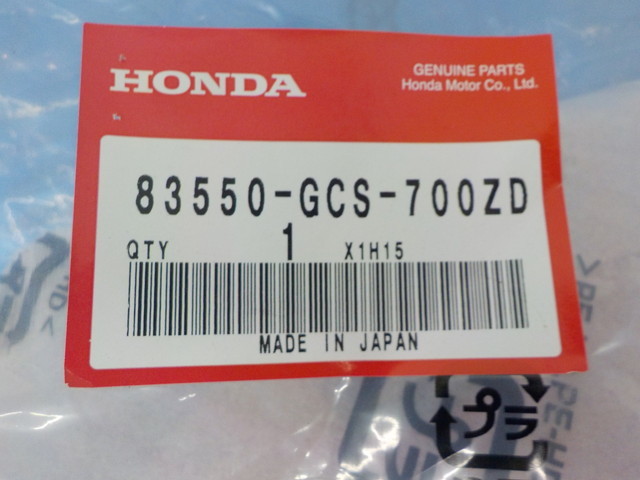 HONDA
GENUINE PARTS
Honda Motor Co., Ltd.
83550-GCS-700ZD
QTY 1 X1H15
MADE IN JAPAN
プラ